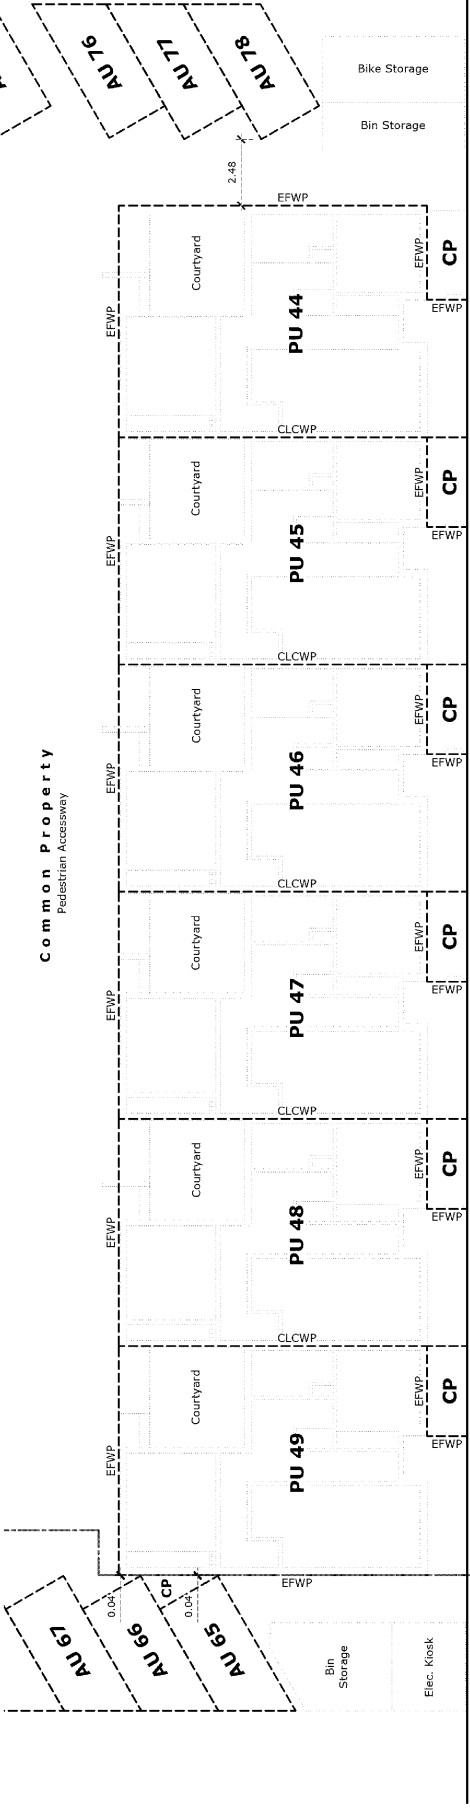 AU 76
AU 77
AU 78
Bike Storage
Bin Storage
2.48
EFWP
Courtyard
EFWP
CP
EFWP
EFWP
PU 44
CLCWP
Courtyard
EFWP
CP
EFWP
EFWP
PU 45
CLCWP
Courtyard
EFWP
CP
EFWP
EFWP
PU 46
Common Property
Pedestrian Accessway
CLCWP
Courtyard
EFWP
CP
EFWP
EFWP
PU 47
CLCWP
Courtyard
EFWP
CP
EFWP
EFWP
PU 48
CLCWP
Courtyard
EFWP
CP
EFWP
EFWP
PU 49
EFWP
0.04
CP
0.04
AU 67
AU 66
AU 65
Bin
Storage
Elec. Kiosk